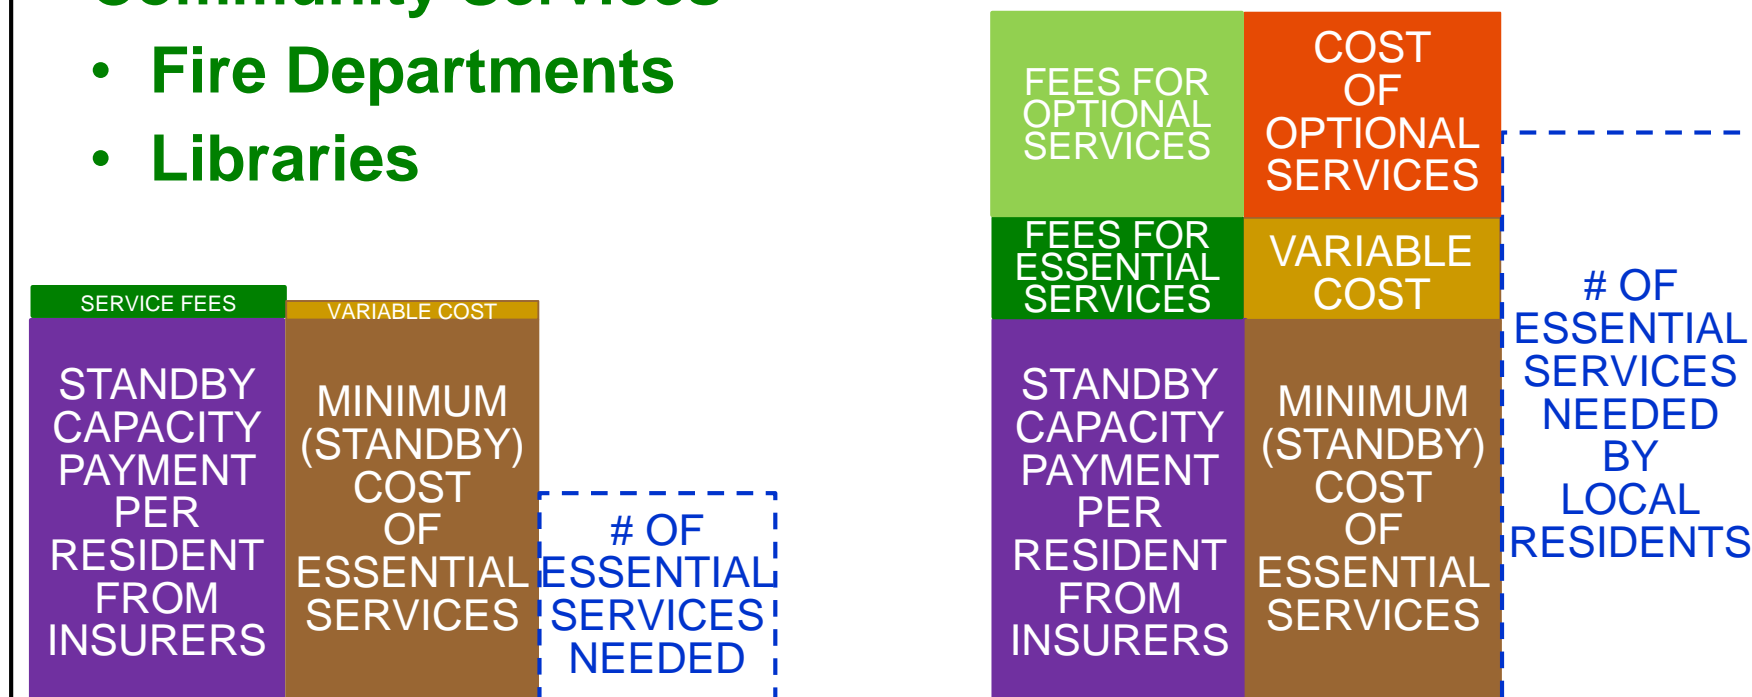 Community Services
• Fire Departments
• Libraries
SERVICE FEES
STANDBY
CAPACITY
PAYMENT
PER
RESIDENT
FROM
INSURERS
VARIABLE COST
MINIMUM
(STANDBY)
COST
OF
ESSENTIAL
SERVICES
# OF
ESSENTIAL
SERVICES
NEEDED
FEES FOR
OPTIONAL
SERVICES
COST
OF
OPTIONAL
SERVICES
FEES FOR
ESSENTIAL
SERVICES
VARIABLE
COST
STANDBY
CAPACITY
PAYMENT
PER
RESIDENT
FROM
INSURERS
MINIMUM
(STANDBY)
COST
OF
ESSENTIAL
SERVICES
# OF
ESSENTIAL
SERVICES
NEEDED
BY
LOCAL
RESIDENTS